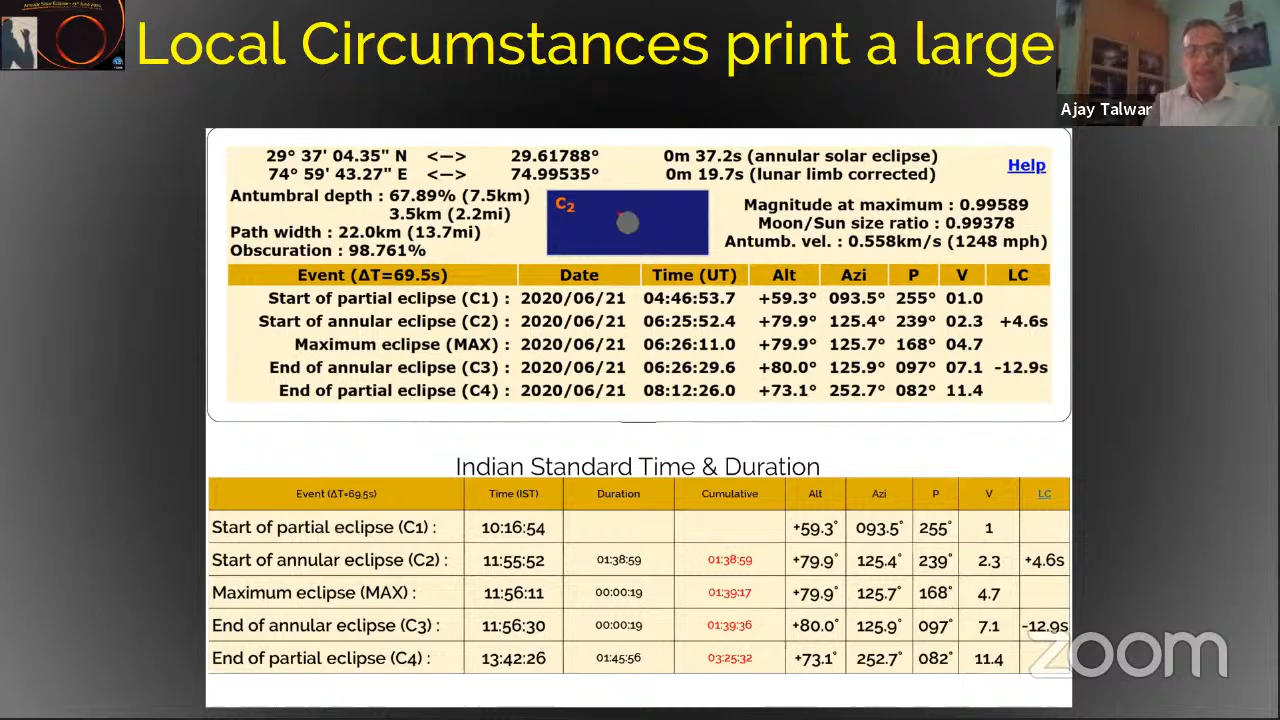 Local Circumstances print a large
Ajay Talwar
29° 37' 04.35" N <—> 29.61788° 0m 37.2s (annular solar eclipse)
74° 59' 43.27" E <—> 74.99535° 0m 19.7s (lunar limb corrected)
Help
Antumbral depth : 67.89% (7.5km)
3.5km (2.2mi)
Path width : 22.0km (13.7mi)
Obscuration : 98.761%
C2
Magnitude at maximum : 0.99589
Moon/Sun size ratio : 0.99378
Antumb. vel. : 0.558km/s (1248 mph)
Event (ΔT=69.5s) Date Time (UT) Alt Azi P V LC
Start of partial eclipse (C1) : 2020/06/21 04:46:53.7 +59.3° 093.5° 255° 01.0
Start of annular eclipse (C2) : 2020/06/21 06:25:52.4 +79.9° 125.4° 239° 02.3 +4.6s
Maximum eclipse (MAX) : 2020/06/21 06:26:11.0 +79.9° 125.7° 168° 04.7
End of annular eclipse (C3) : 2020/06/21 06:26:29.6 +80.0° 125.9° 097° 07.1 -12.9s
End of partial eclipse (C4) : 2020/06/21 08:12:26.0 +73.1° 252.7° 082° 11.4
Indian Standard Time & Duration
Event (ΔT=69.5s) Time (IST) Duration Cumulative Alt Azi P V LC
Start of partial eclipse (C1) : 10:16:54 +59.3° 093.5° 255° 1
Start of annular eclipse (C2) : 11:55:52 01:38:59 01:38:59 +79.9° 125.4° 239° 2.3 +4.6s
Maximum eclipse (MAX) : 11:56:11 00:00:19 01:39:17 +79.9° 125.7° 168° 4.7
End of annular eclipse (C3) : 11:56:30 00:00:19 01:39:36 +80.0° 125.9° 097° 7.1 -12.9s
End of partial eclipse (C4) : 13:42:26 01:45:56 03:25:32 +73.1° 252.7° 082° 11.4
zoom